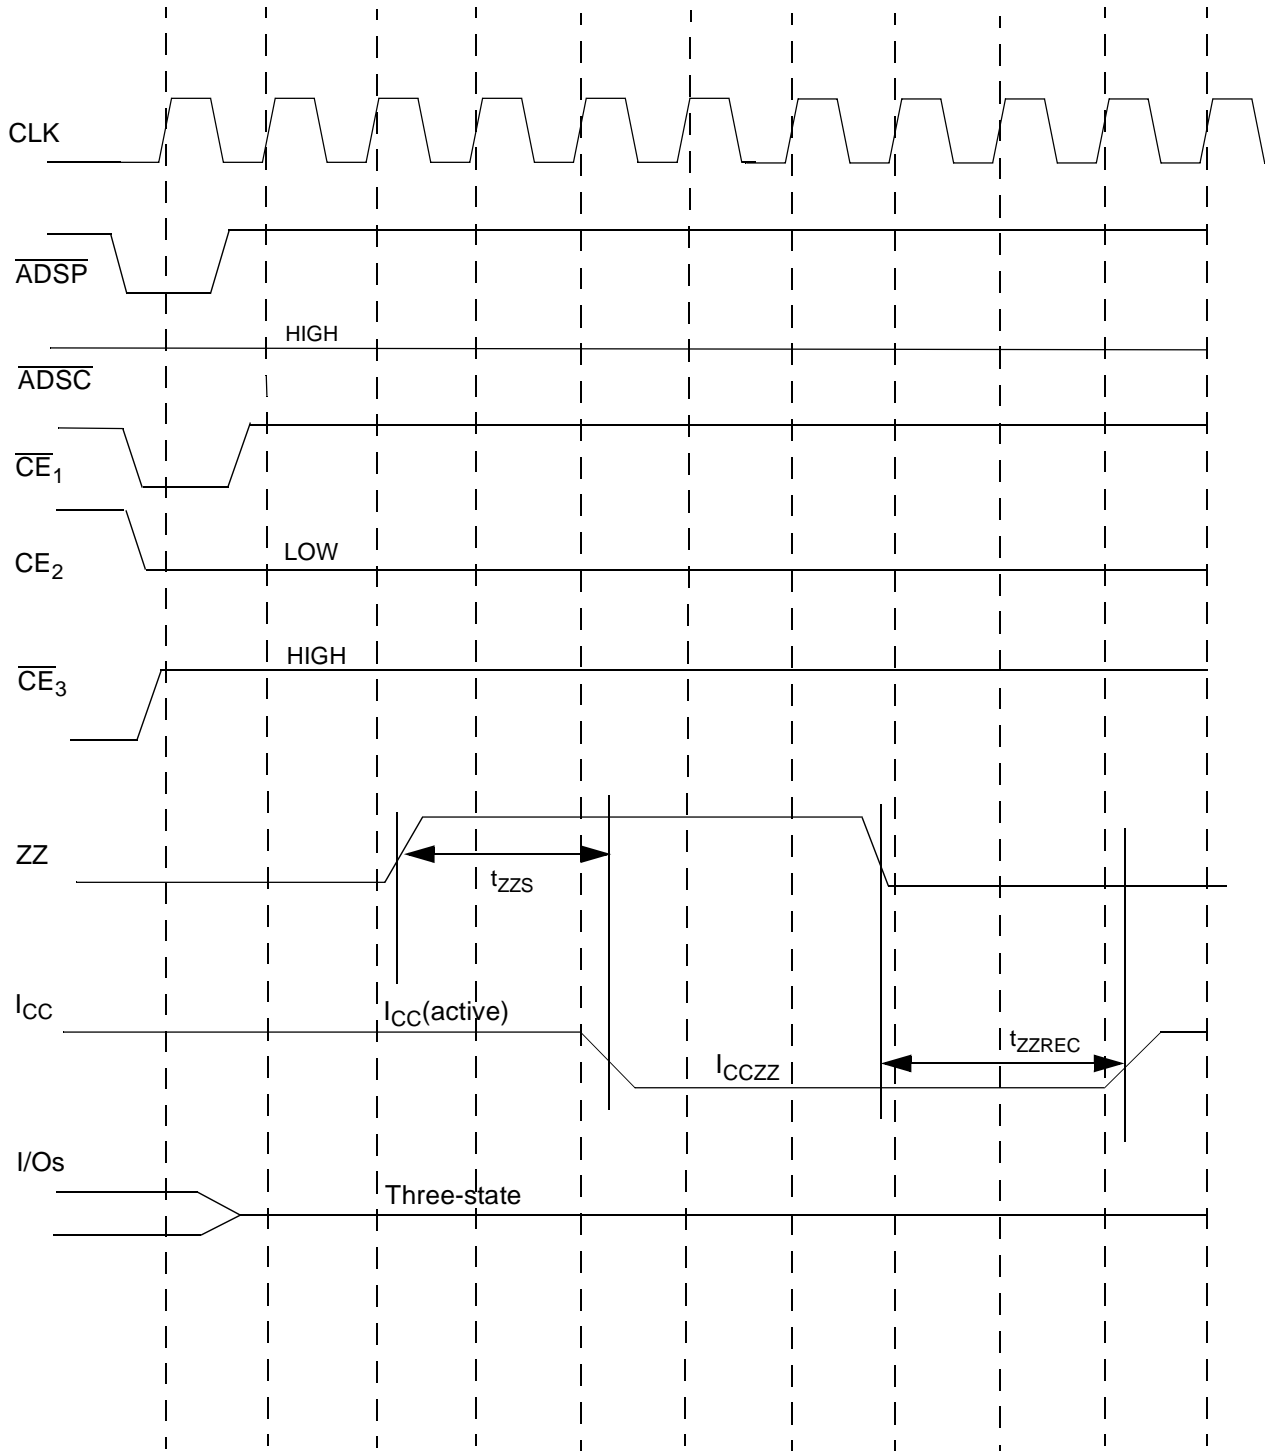 CLK
ADSP
HIGH
ADSC
CE1
LOW
CE2
HIGH
CE3
ZZ
tZZS
ICC
ICC(active)
tZZREC
ICCZZ
I/Os
Three-state